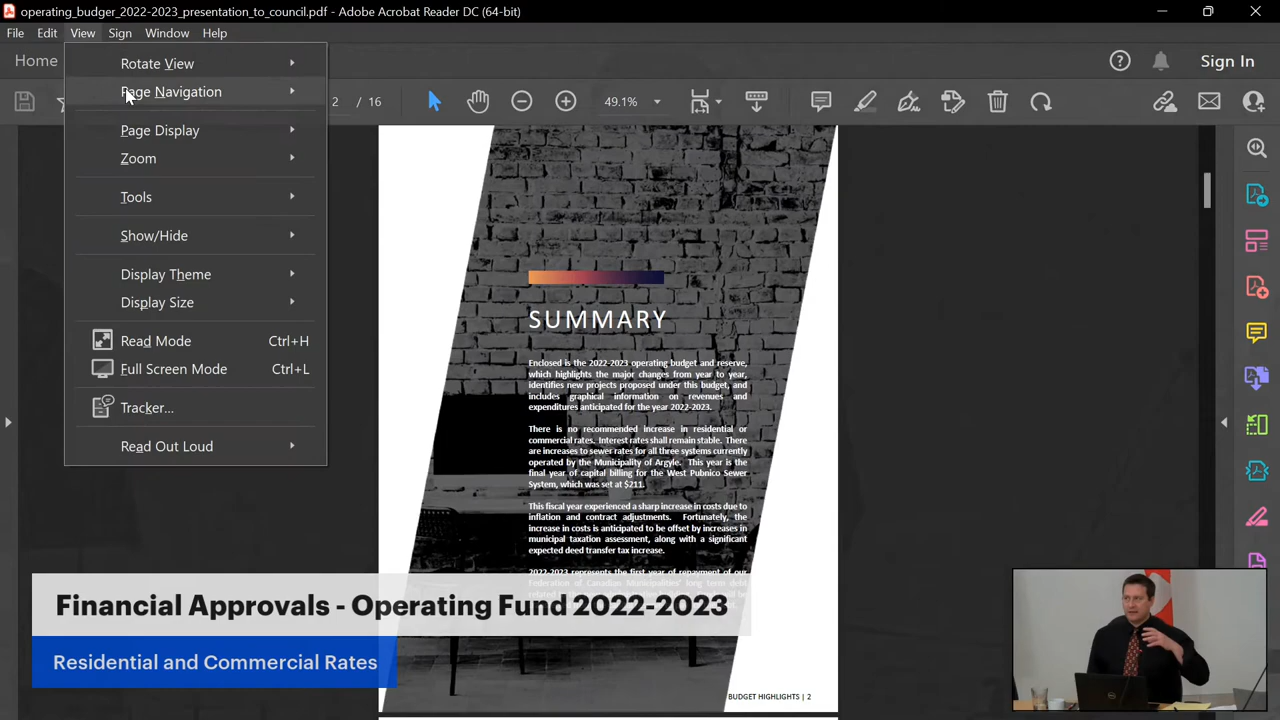 operating_budger_2022-2023_presentation_to_council.pdf - Adobe Acrobat Reader DC (64-bit)
File Edit View Sign Window Help
Home
Sign In
2 / 16
49.1%
Rotate View
Page Navigation
Page Display
Zoom
Tools
Show/Hide
Display Theme
Display Size
Read Mode Ctrl+H
Full Screen Mode Ctrl+L
Tracker...
Read Out Loud
SUMMARY
Enclosed is the 2022-2023 operating budget and reserve,
which highlights the major changes from year to year,
identifies new projects proposed under this budget, and
includes graphical information on revenues and
expenditures anticipated for the year 2022-2023.
There is no recommended increase in residential or
commercial rates. Interest rates shall remain stable. There
are increases to sewer rates for all three systems currently
operated by the Municipality of Argyle. This year is the
final year of capital billing for the West Pubnico Sewer
System, which was set at $211.
This fiscal year experienced a sharp increase in costs due to
inflation and contract adjustments. Fortunately, the
increase in costs is anticipated to be offset by increases in
municipal taxation assessment, along with a significant
expected deed transfer tax increase.
2022-2023 represents the first year of repayment of our
Federation of Canadian Municipalities' long term debt
Financial Approvals - Operating Fund 2022-2023
Residential and Commercial Rates
BUDGET HIGHLIGHTS | 2